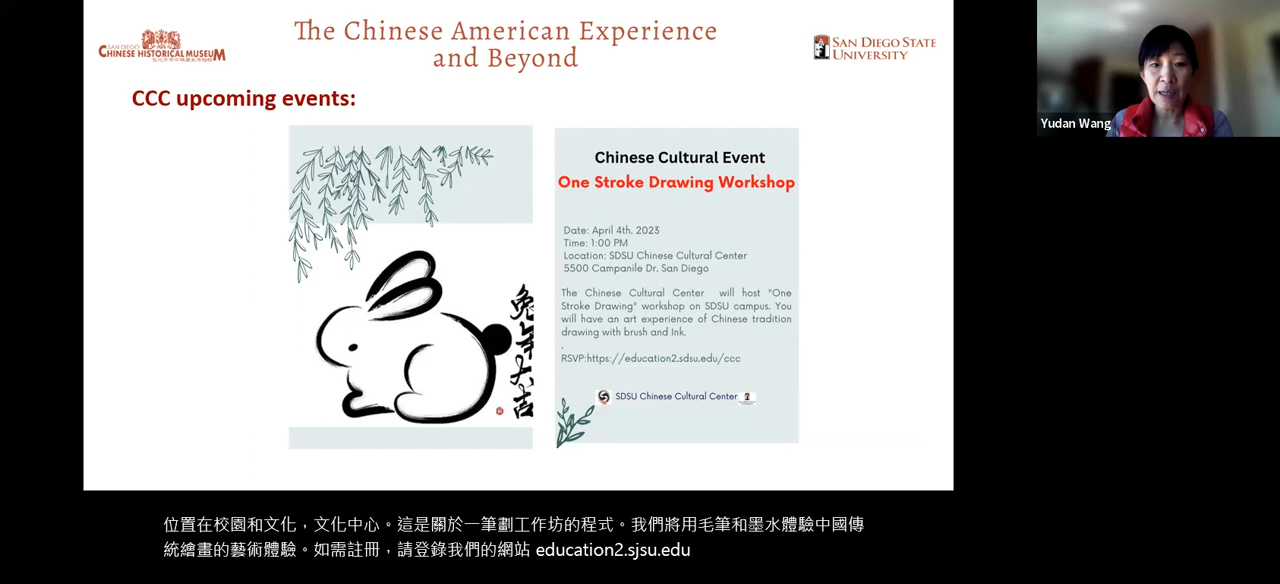 SAN DIEGO
CHINESE HISTORICAL MUSEUM
The Chinese American Experience
and Beyond
SAN DIEGO STATE
UNIVERSITY
CCC upcoming events:
兔年大吉
Chinese Cultural Event
One Stroke Drawing Workshop
Date: April 4th. 2023
Time: 1:00 PM
Location: SDSU Chinese Cultural Center
5500 Campanile Dr. San Diego
The Chinese Cultural Center will host "One
Stroke Drawing" workshop on SDSU campus. You
will have an art experience of Chinese tradition
drawing with brush and Ink.
.
RSVP:https://education2.sdsu.edu/ccc
SDSU Chinese Cultural Center
Yudan Wang
位置在校園和文化，文化中心。這是關於一筆劃工作坊的程式。我們將用毛筆和墨水體驗中國傳
統繪畫的藝術體驗。如需註冊，請登錄我們的網站 education2.sjsu.edu